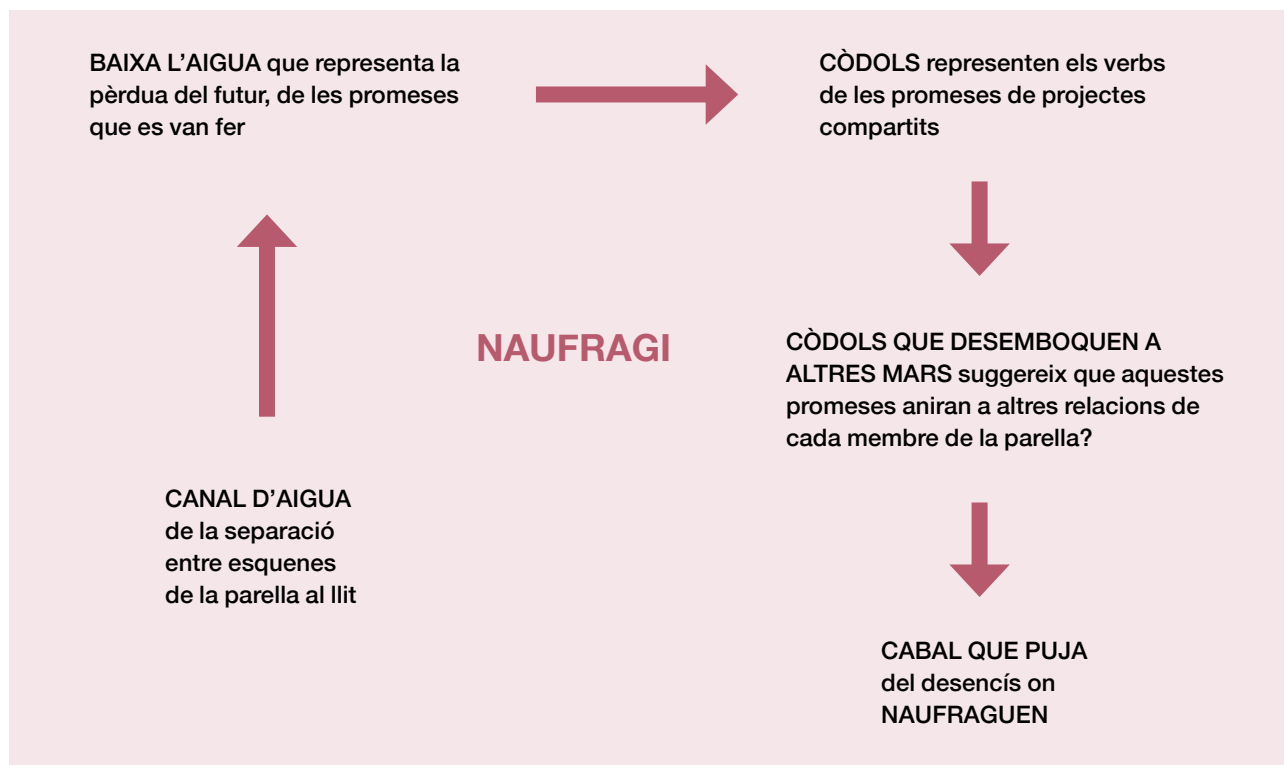 BAIXA L’AIGUA que representa la
pèrdua del futur, de les promeses
que es van fer
CÒDOLS representen els verbs
de les promeses de projectes
compartits
NAUFRAGI
CÒDOLS QUE DESEMBOQUEN A
ALTRES MARS suggereix que aquestes
promeses aniran a altres relacions de
cada membre de la parella?
CANAL D’AIGUA
de la separació
entre esquenes
de la parella al llit
CABAL QUE PUJA
del desencís on
NAUFRAGUEN